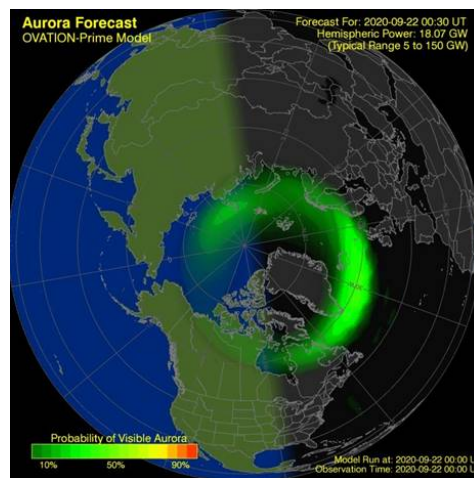 Aurora Forecast
OVATION-Prime Model
Forecast For: 2020-09-22 00:30 UT
Hemispheric Power: 18.07 GW
(Typical Range 5 to 150 GW)
Probability of Visible Aurora
10% 50% 90%
Model Run at: 2020-09-22 00:00 U
Observation Time: 2020-09-22 00:00 U